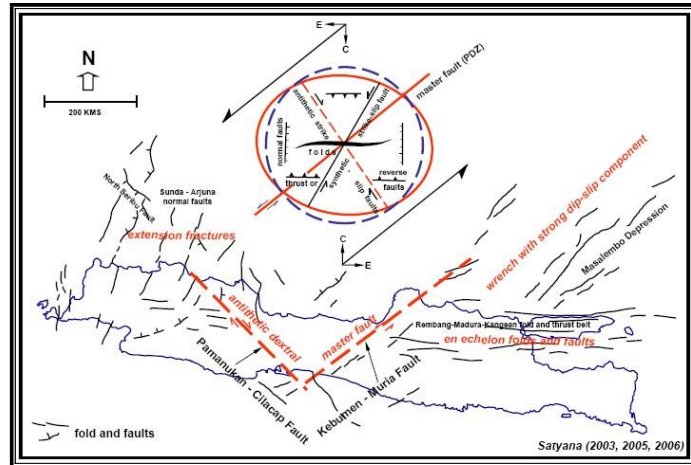 E
C
N
200 KMS
master fault (PDZ)
antithetic strike
strike-slip fault
normal faults
folds
thrust or
reverse
faults
synthetic
slip faults
North Seribu Fault
Sunda - Arjuna
normal faulte
extension fractures
C
E
wrench with strong dip-slip component
Masalembo Depression
antithetic dextral
master fault
Rembang-Madura-Kangean fold and thrust belt
en echelon folds and faults
Pamanukan - Cilacap Fault
Kebumen - Muria Fault
fold and faults
Satyana (2003, 2005, 2006)